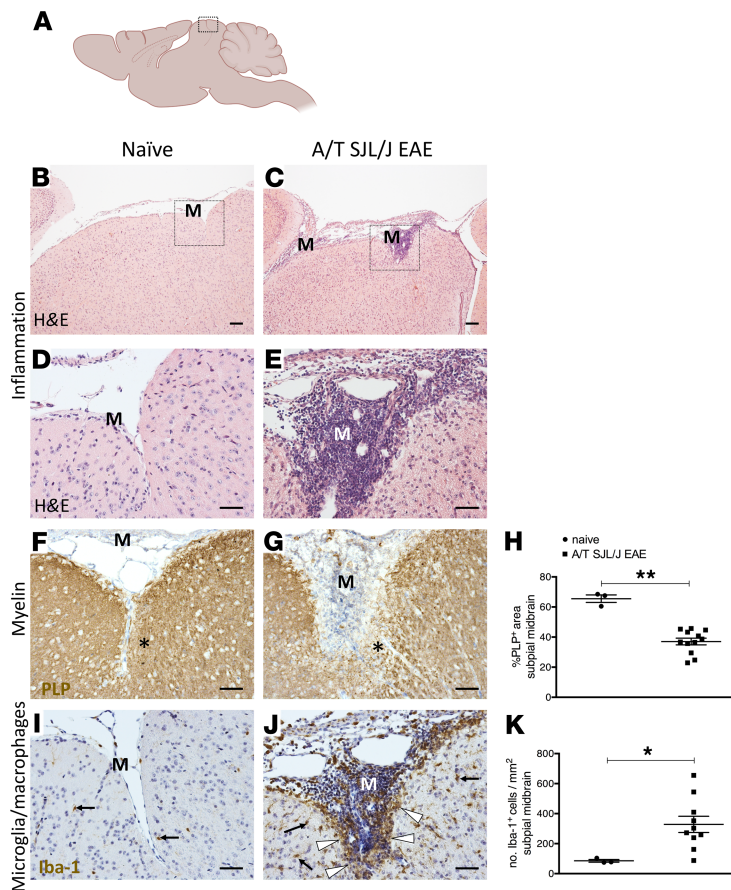 A
Naïve
A/T SJL/J EAE
Inflammation
B
M
H&E
C
M
M
D
M
H&E
E
M
Myelin
F
M
*
PLP
G
M
*
H
naive
A/T SJL/J EAE
**
%PLP⁺ area
subpial midbrain
80
60
40
20
0
Microglia/macrophages
I
M
Iba-1
J
M
K
*
no. Iba-1⁺ cells / mm²
subpial midbrain
800
600
400
200
0